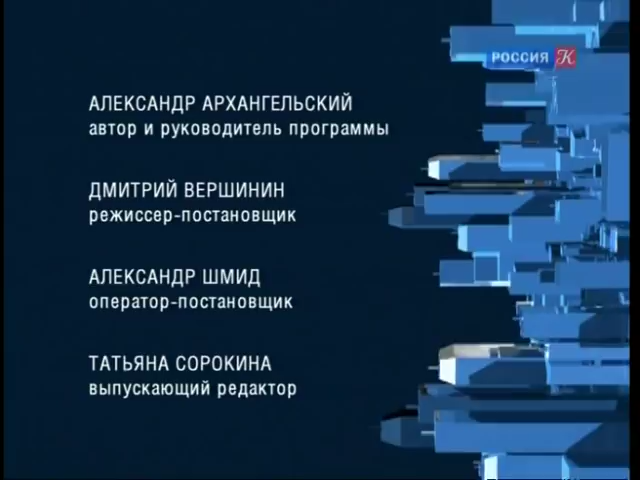 РОССИЯ К
АЛЕКСАНДР АРХАНГЕЛЬСКИЙ
автор и руководитель программы
ДМИТРИЙ ВЕРШИНИН
режиссер-постановщик
АЛЕКСАНДР ШМИД
оператор-постановщик
ТАТЬЯНА СОРОКИНА
выпускающий редактор